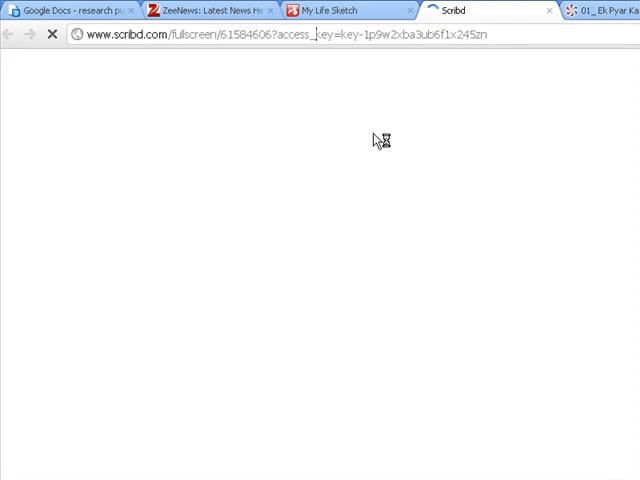 Google Docs - research pu
ZeeNews: Latest News He
My Life Sketch
Scribd
01_ Ek Pyar Ka
www.scribd.com/fullscreen/61584606?access_key=key-1p9w2xba3ub6f1x245zn